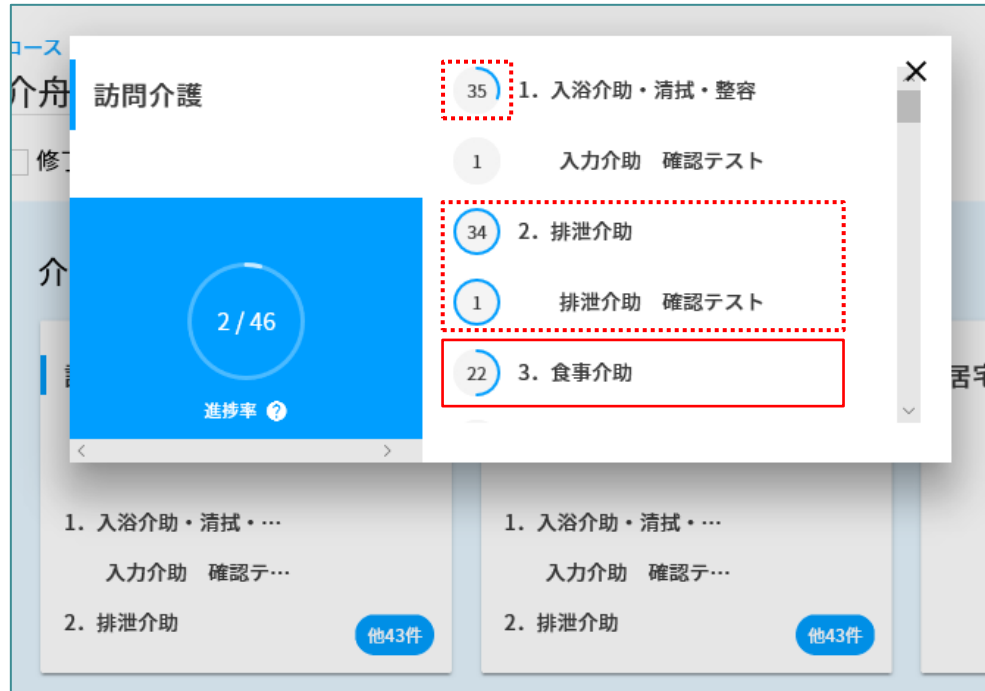 コース
介舟
修了
訪問介護
35 1. 入浴介助・清拭・整容
1 入力介助 確認テスト
34 2. 排泄介助
1 排泄介助 確認テスト
22 3. 食事介助
2 / 46
進捗率 ?
介
居宅
1. 入浴介助・清拭・…
入力介助 確認テ…
2. 排泄介助
他43件
1. 入浴介助・清拭・…
入力介助 確認テ…
2. 排泄介助
他43件